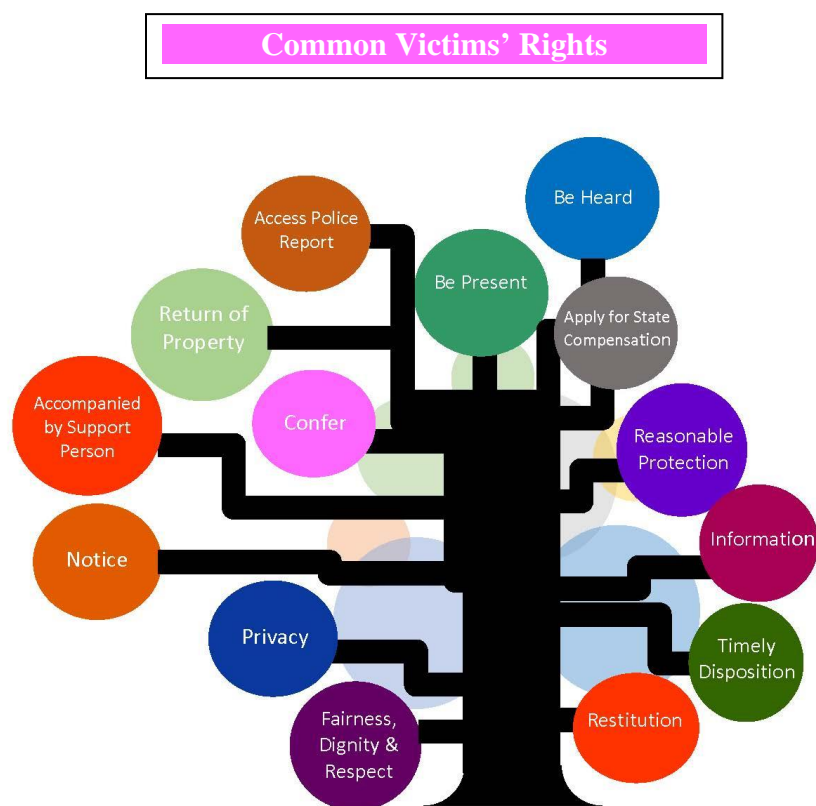 Common Victims’ Rights
Be Heard
Access Police
Report
Be Present
Return of
Property
Apply for State
Compensation
Accompanied
by Support
Person
Confer
Reasonable
Protection
Notice
Information
Privacy
Timely
Disposition
Fairness,
Dignity &
Respect
Restitution